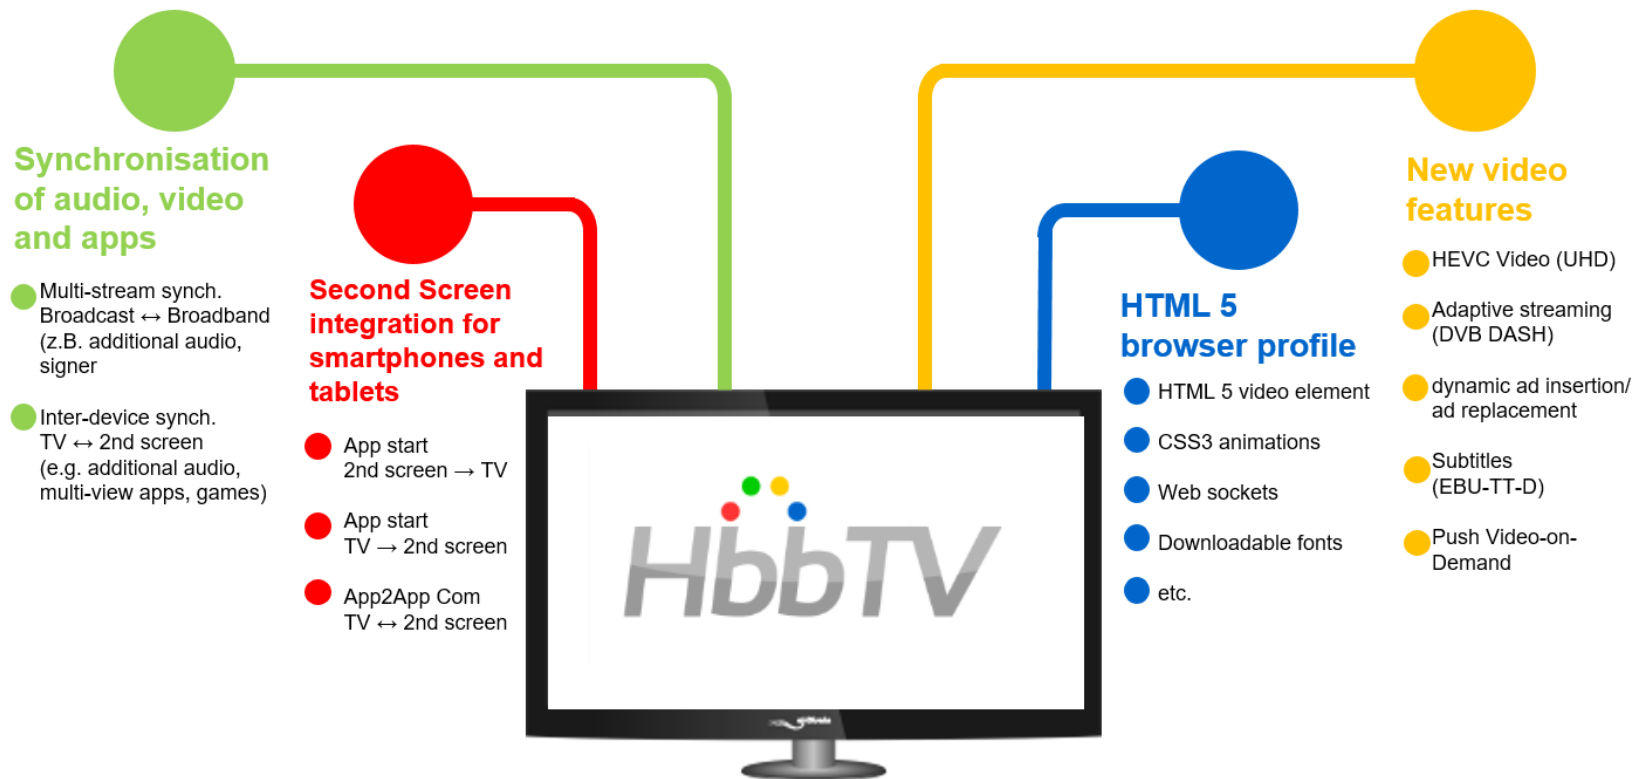 Synchronisation
of audio, video
and apps
Multi-stream synch.
Broadcast ↔ Broadband
(z.B. additional audio,
signer
Inter-device synch.
TV ↔ 2nd screen
(e.g. additional audio,
multi-view apps, games)
Second Screen
integration for
smartphones and
tablets
App start
2nd screen → TV
App start
TV → 2nd screen
App2App Com
TV ↔ 2nd screen
HbbTV
HTML 5
browser profile
HTML 5 video element
CSS3 animations
Web sockets
Downloadable fonts
etc.
New video
features
HEVC Video (UHD)
Adaptive streaming
(DVB DASH)
dynamic ad insertion/
ad replacement
Subtitles
(EBU-TT-D)
Push Video-on-
Demand